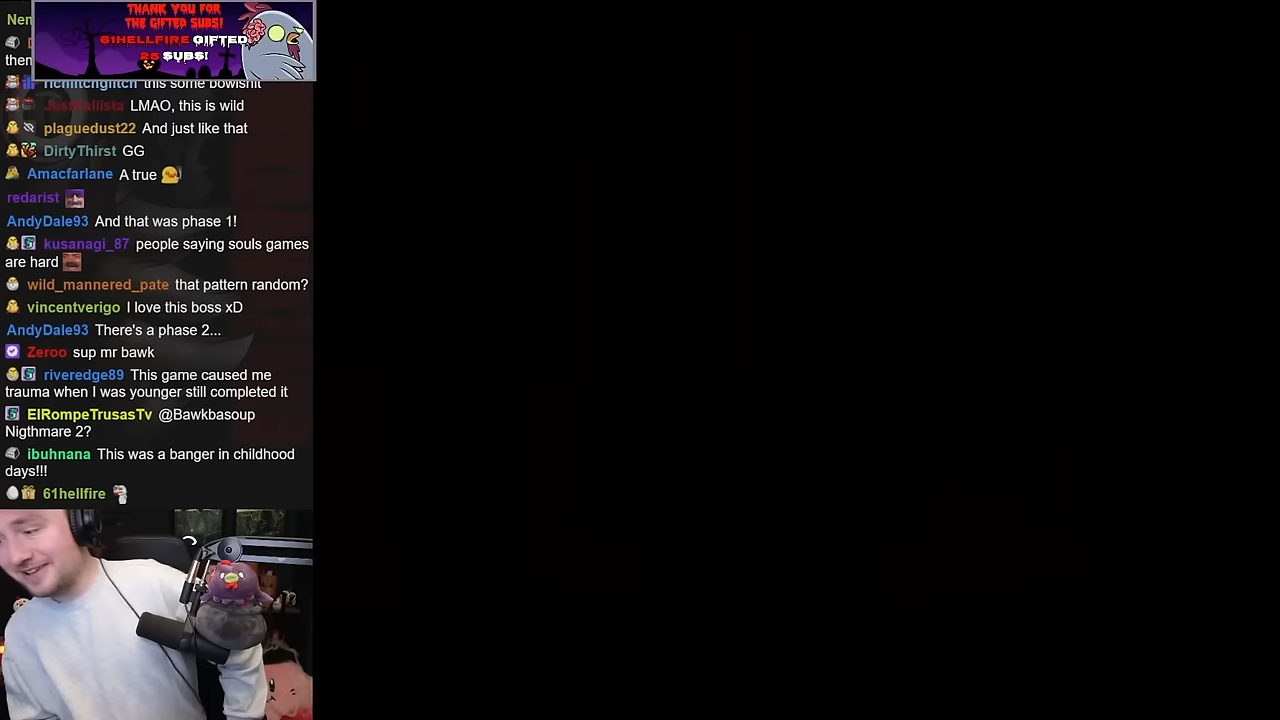 THANK YOU FOR
THE GIFTED SUBS!
61HELLFIRE GIFTED
25 SUBS!
richlitchglitch this some bowlshit
JustKallista LMAO, this is wild
plaguedust22 And just like that
DirtyThirst GG
Amacfarlane A true
redarist
AndyDale93 And that was phase 1!
kusanagi_87 people saying souls games
are hard
wild_mannered_pate that pattern random?
vincentverigo I love this boss xD
AndyDale93 There's a phase 2...
Zeroo sup mr bawk
riveredge89 This game caused me
trauma when I was younger still completed it
ElRompeTrusasTv @Bawkbasoup
Nigthmare 2?
ibuhnana This was a banger in childhood
days!!!
61hellfire